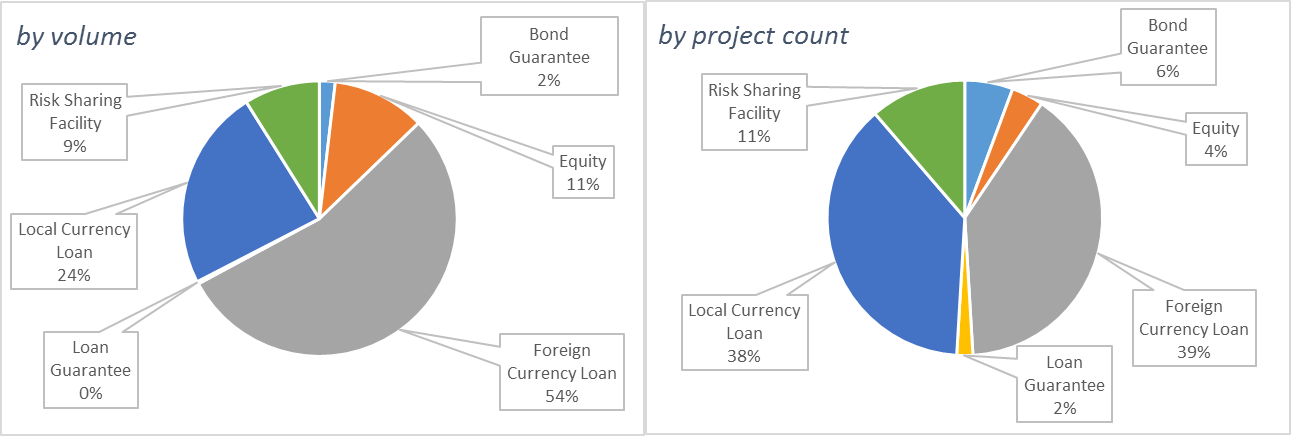 by volume
Bond
Guarantee
2%
Risk Sharing
Facility
9%
Equity
11%
Local Currency
Loan
24%
Loan
Guarantee
0%
Foreign
Currency Loan
54%
by project count
Bond
Guarantee
6%
Risk Sharing
Facility
11%
Equity
4%
Local Currency
Loan
38%
Foreign
Currency Loan
39%
Loan
Guarantee
2%